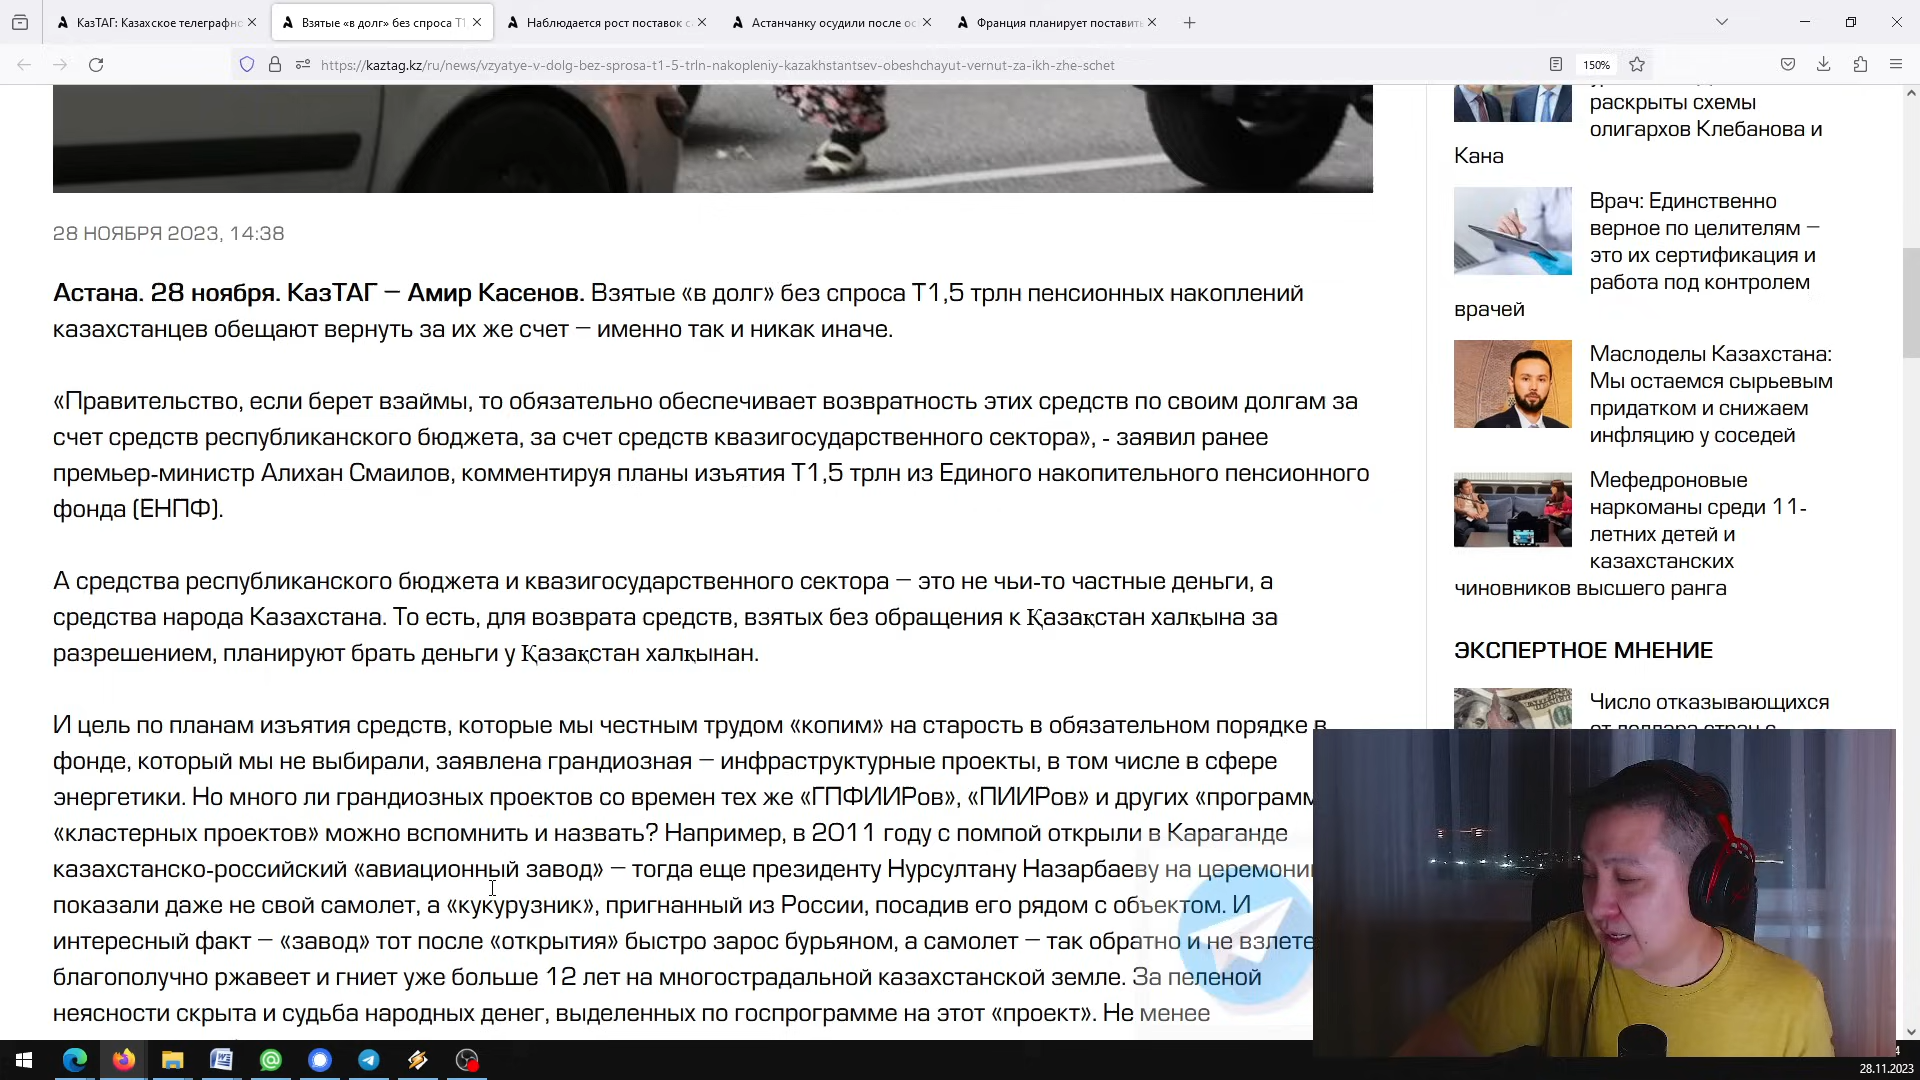 КазТАГ: Казахское телеграфн
Взятые «в долг» без спроса Т1
Наблюдается рост поставок с
Астанчанку осудили после ос
Франция планирует поставить
https://kaztag.kz/ru/news/vzyatye-v-dolg-bez-sprosa-t1-5-trln-nakopleniy-kazakhstantsev-obeshchayut-vernut-za-ikh-zhe-schet
150%
28 НОЯБРЯ 2023, 14:38
Астана. 28 ноября. КазТАГ – Амир Касенов. Взятые «в долг» без спроса Т1,5 трлн пенсионных накоплений
казахстанцев обещают вернуть за их же счет – именно так и никак иначе.
«Правительство, если берет взаймы, то обязательно обеспечивает возвратность этих средств по своим долгам за
счет средств республиканского бюджета, за счет средств квазигосударственного сектора», - заявил ранее
премьер-министр Алихан Смаилов, комментируя планы изъятия Т1,5 трлн из Единого накопительного пенсионного
фонда (ЕНПФ).
А средства республиканского бюджета и квазигосударственного сектора – это не чьи-то частные деньги, а
средства народа Казахстана. То есть, для возврата средств, взятых без обращения к Қазақстан халқына за
разрешением, планируют брать деньги у Қазақстан халқынан.
И цель по планам изъятия средств, которые мы честным трудом «копим» на старость в обязательном порядке в
фонде, который мы не выбирали, заявлена грандиозная – инфраструктурные проекты, в том числе в сфере
энергетики. Но много ли грандиозных проектов со времен тех же «ГПФИИРов», «ПИИРов» и других «программ
«кластерных проектов» можно вспомнить и назвать? Например, в 2011 году с помпой открыли в Караганде
казахстанско-российский «авиационный завод» – тогда еще президенту Нурсултану Назарбаеву на церемонии
показали даже не свой самолет, а «кукурузник», пригнанный из России, посадив его рядом с объектом. И
интересный факт – «завод» тот после «открытия» быстро зарос бурьяном, а самолет – так обратно и не взлете
благополучно ржавеет и гниет уже больше 12 лет на многострадальной казахстанской земле. За пеленой
неясности скрыта и судьба народных денег, выделенных по госпрограмме на этот «проект». Не менее
раскрыты схемы
олигархов Клебанова и
Кана
Врач: Единственно
верное по целителям –
это их сертификация и
работа под контролем
врачей
Маслоделы Казахстана:
Мы остаемся сырьевым
придатком и снижаем
инфляцию у соседей
Мефедроновые
наркоманы среди 11-
летних детей и
казахстанских
чиновников высшего ранга
ЭКСПЕРТНОЕ МНЕНИЕ
Число отказывающихся
от доллара стран с
28.11.2023